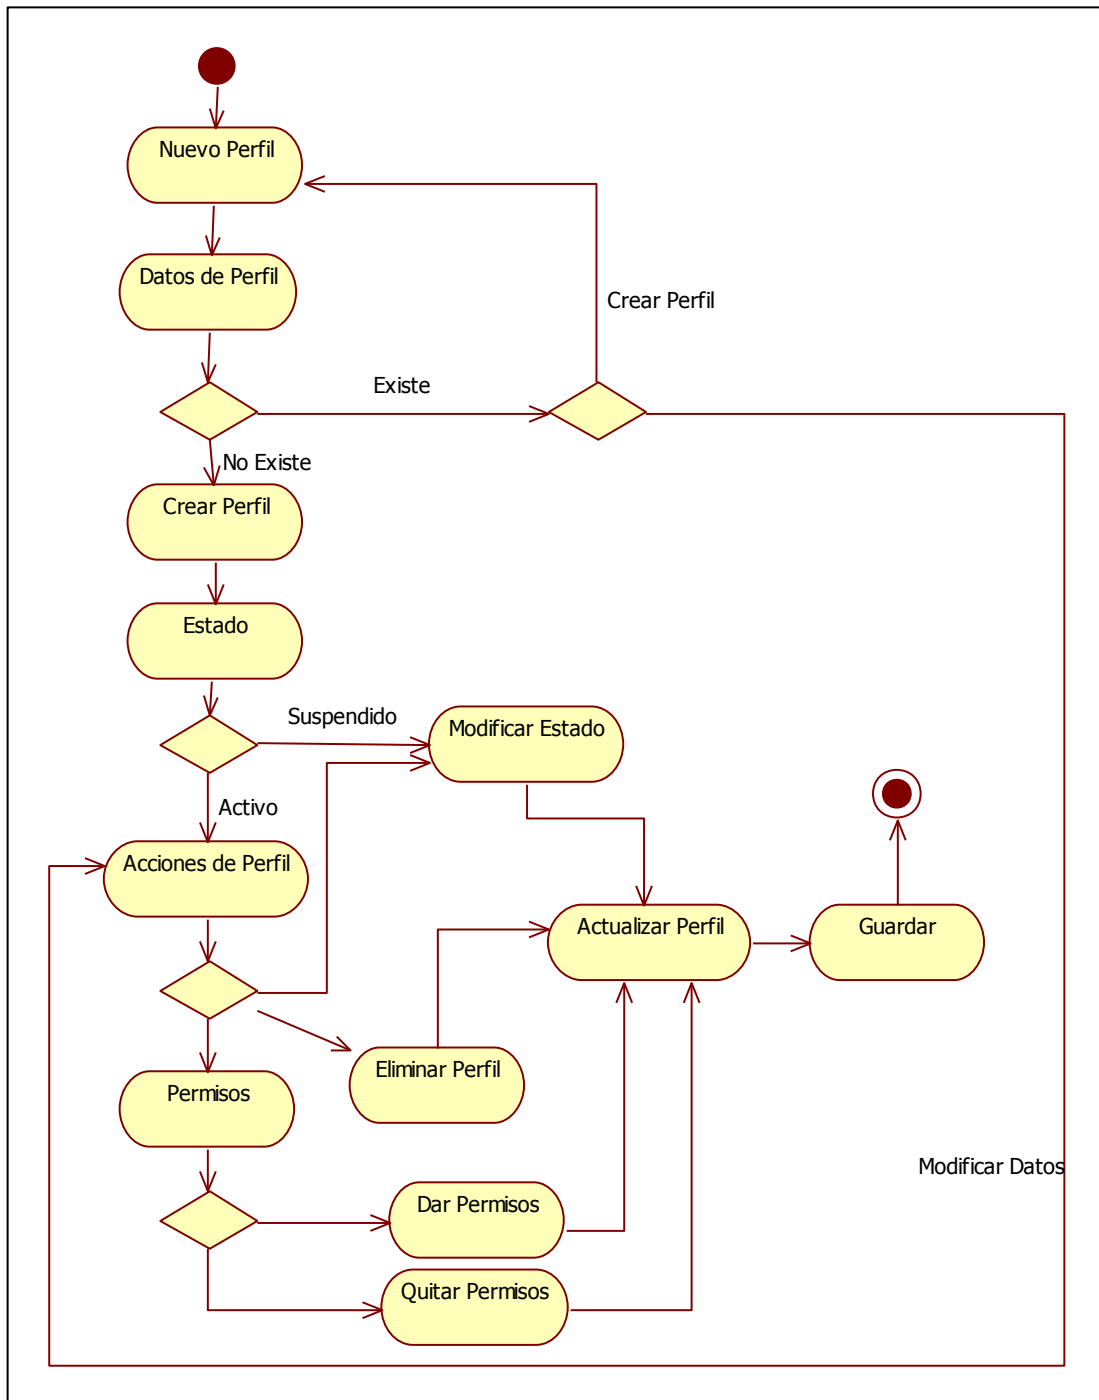 Nuevo Perfil
Datos de Perfil
Crear Perfil
Existe
No Existe
Crear Perfil
Estado
Suspendido
Modificar Estado
Activo
Acciones de Perfil
Actualizar Perfil
Guardar
Eliminar Perfil
Permisos
Modificar Datos
Dar Permisos
Quitar Permisos